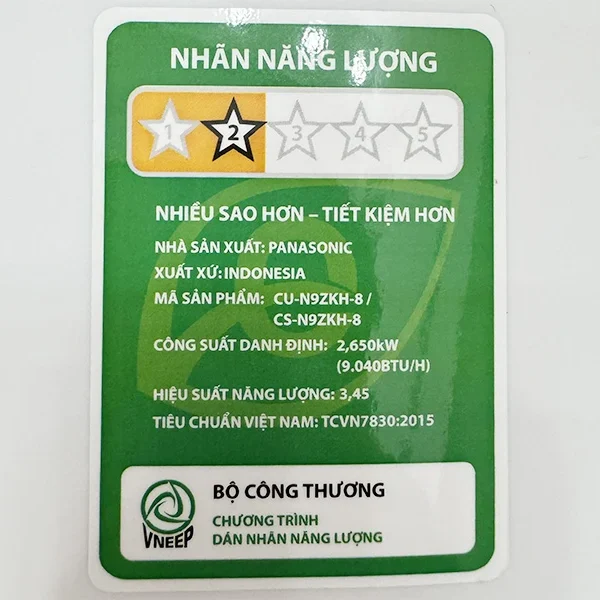 NHÃN NĂNG LƯỢNG
1 2 3 4 5
NHIỀU SAO HƠN – TIẾT KIỆM HƠN
NHÀ SẢN XUẤT: PANASONIC
XUẤT XỨ: INDONESIA
MÃ SẢN PHẨM: CU-N9ZKH-8 /
CS-N9ZKH-8
CÔNG SUẤT DANH ĐỊNH: 2,650kW
(9.040BTU/H)
HIỆU SUẤT NĂNG LƯỢNG: 3,45
TIÊU CHUẨN VIỆT NAM: TCVN7830:2015
BỘ CÔNG THƯƠNG
CHƯƠNG TRÌNH
DÁN NHÃN NĂNG LƯỢNG
VNEEP